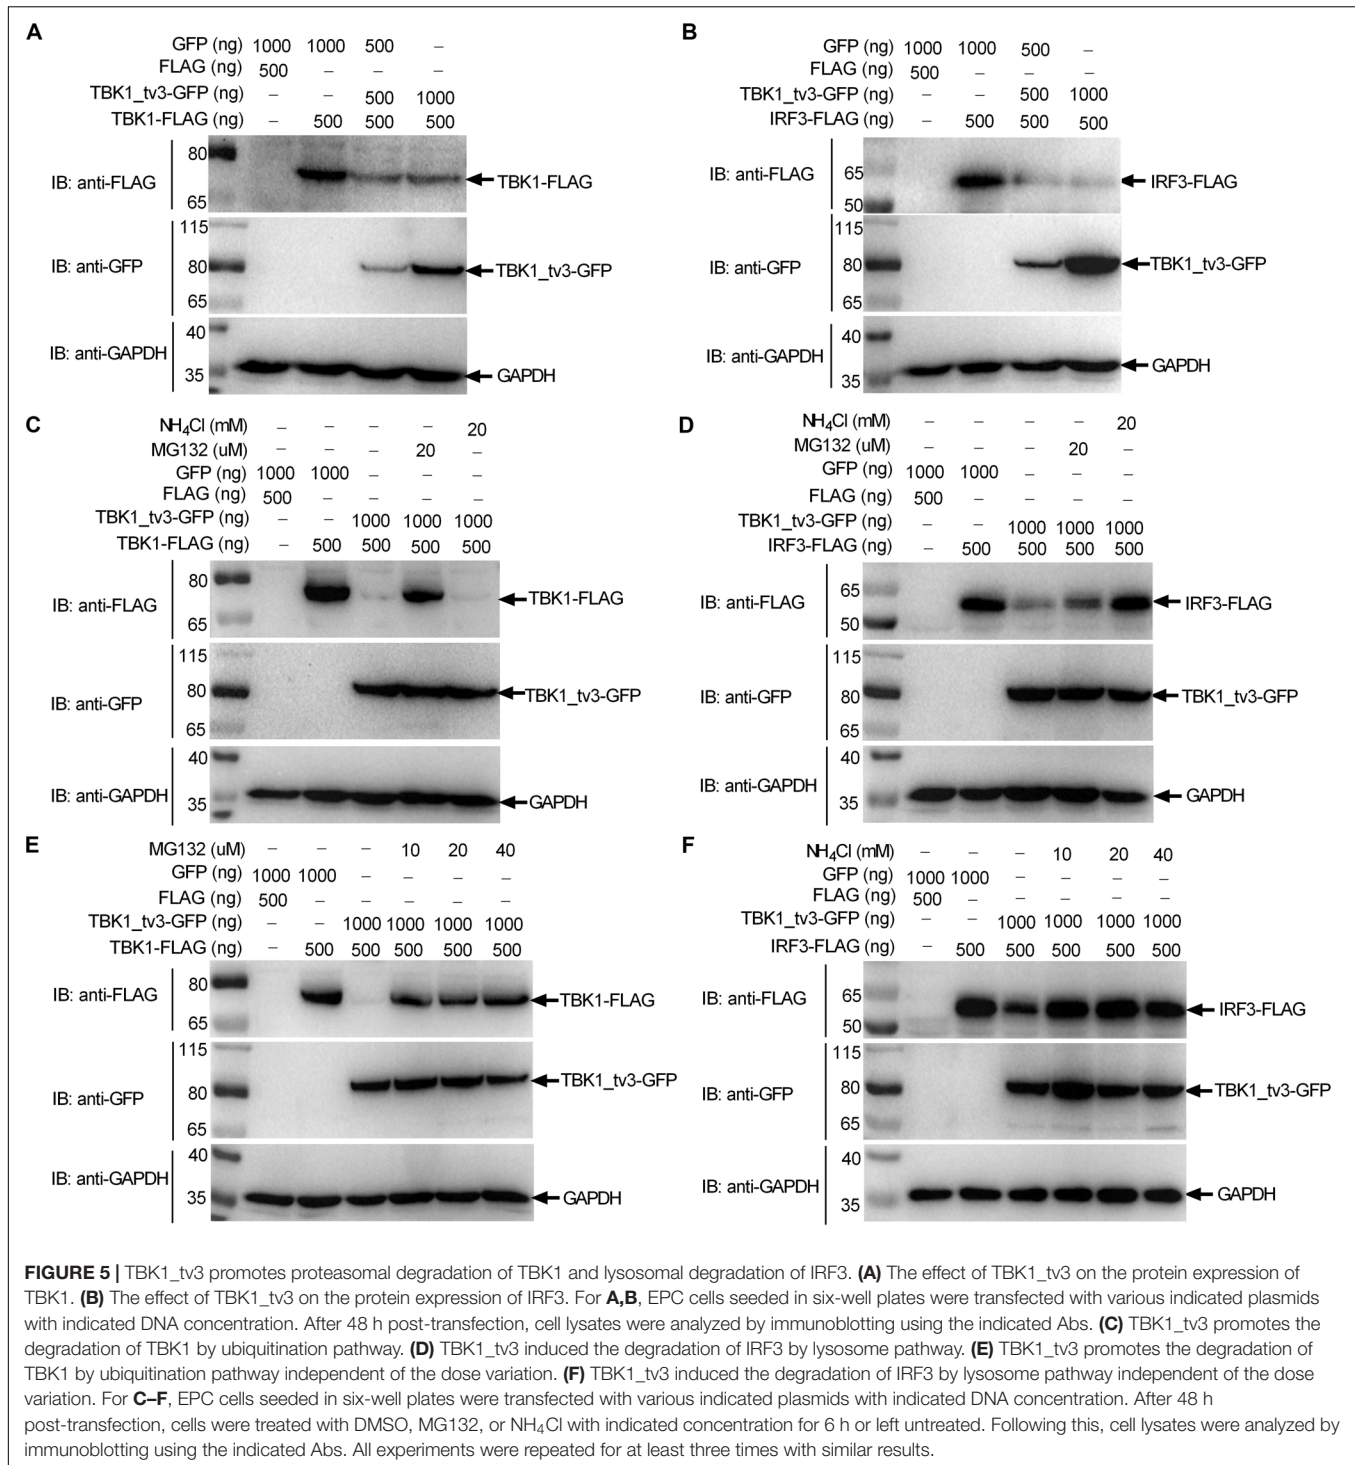 A
GFP (ng) 1000 1000 500 –
FLAG (ng) 500 – – –
TBK1_tv3-GFP (ng) – – 500 1000
TBK1-FLAG (ng) – 500 500 500
80
IB: anti-FLAG TBK1-FLAG
65
115
IB: anti-GFP 80 TBK1_tv3-GFP
65
40
IB: anti-GAPDH
35 GAPDH
B
GFP (ng) 1000 1000 500 –
FLAG (ng) 500 – – –
TBK1_tv3-GFP (ng) – – 500 1000
IRF3-FLAG (ng) – 500 500 500
IB: anti-FLAG 65 IRF3-FLAG
50
115
IB: anti-GFP 80 TBK1_tv3-GFP
65
40
IB: anti-GAPDH GAPDH
35
C
NH4Cl (mM) – – – – 20
MG132 (uM) – – – 20 –
GFP (ng) 1000 1000 – – –
FLAG (ng) 500 – – – –
TBK1_tv3-GFP (ng) – – 1000 1000 1000
TBK1-FLAG (ng) – 500 500 500 500
80
IB: anti-FLAG TBK1-FLAG
65
115
IB: anti-GFP 80 TBK1_tv3-GFP
65
40
IB: anti-GAPDH
35 GAPDH
D
NH4Cl (mM) – – – – 20
MG132 (uM) – – – 20 –
GFP (ng) 1000 1000 – – –
FLAG (ng) 500 – – – –
TBK1_tv3-GFP (ng) – – 1000 1000 1000
IRF3-FLAG (ng) – 500 500 500 500
65
IB: anti-FLAG IRF3-FLAG
50
115
IB: anti-GFP 80 TBK1_tv3-GFP
65
40
IB: anti-GAPDH
35 GAPDH
E
MG132 (uM) – – – 10 20 40
GFP (ng) 1000 1000 – – – –
FLAG (ng) 500 – – – – –
TBK1_tv3-GFP (ng) – – 1000 1000 1000 1000
TBK1-FLAG (ng) – 500 500 500 500 500
80
IB: anti-FLAG TBK1-FLAG
65
115
IB: anti-GFP 80 TBK1_tv3-GFP
65
40
IB: anti-GAPDH
35 GAPDH
F
NH4Cl (mM) – – – 10 20 40
GFP (ng) 1000 1000 – – – –
FLAG (ng) 500 – – – – –
TBK1_tv3-GFP (ng) – – 1000 1000 1000 1000
IRF3-FLAG (ng) – 500 500 500 500 500
65
IB: anti-FLAG IRF3-FLAG
50
115
IB: anti-GFP 80 TBK1_tv3-GFP
65
40
IB: anti-GAPDH
35 GAPDH
FIGURE 5 | TBK1_tv3 promotes proteasomal degradation of TBK1 and lysosomal degradation of IRF3. (A) The effect of TBK1_tv3 on the protein expression of
TBK1. (B) The effect of TBK1_tv3 on the protein expression of IRF3. For A,B, EPC cells seeded in six-well plates were transfected with various indicated plasmids
with indicated DNA concentration. After 48 h post-transfection, cell lysates were analyzed by immunoblotting using the indicated Abs. (C) TBK1_tv3 promotes the
degradation of TBK1 by ubiquitination pathway. (D) TBK1_tv3 induced the degradation of IRF3 by lysosome pathway. (E) TBK1_tv3 promotes the degradation of
TBK1 by ubiquitination pathway independent of the dose variation. (F) TBK1_tv3 induced the degradation of IRF3 by lysosome pathway independent of the dose
variation. For C–F, EPC cells seeded in six-well plates were transfected with various indicated plasmids with indicated DNA concentration. After 48 h
post-transfection, cells were treated with DMSO, MG132, or NH4Cl with indicated concentration for 6 h or left untreated. Following this, cell lysates were analyzed by
immunoblotting using the indicated Abs. All experiments were repeated for at least three times with similar results.